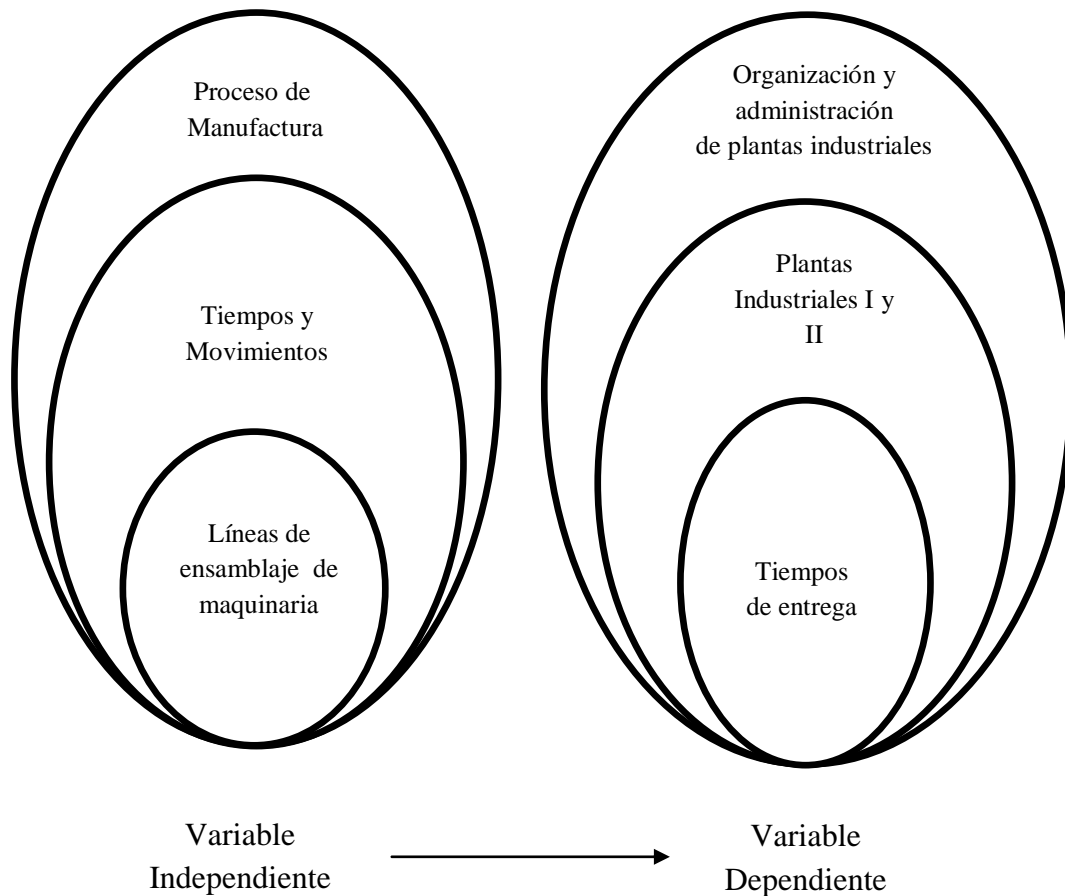 Proceso de
Manufactura
Tiempos y
Movimientos
Líneas de
ensamblaje de
maquinaria
Variable
Independiente
Organización y
administración
de plantas industriales
Plantas
Industriales I y
II
Tiempos
de entrega
Variable
Dependiente